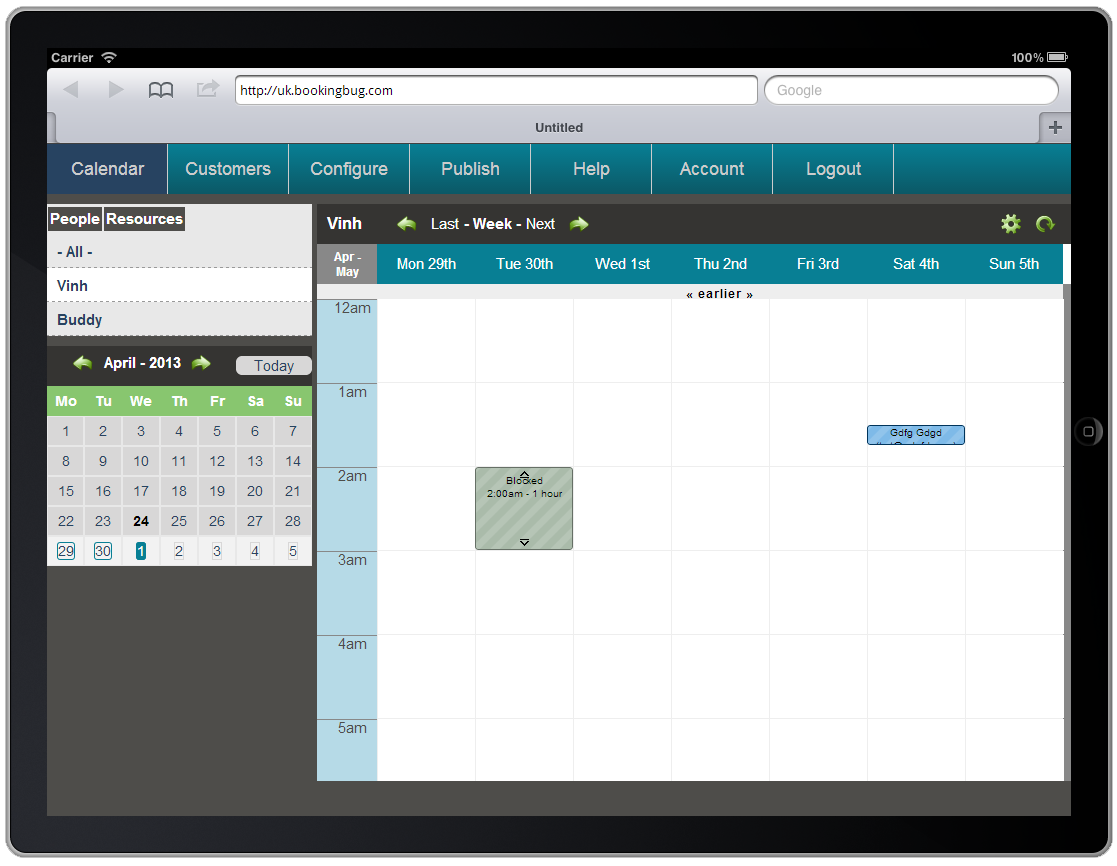 Carrier 100%
http://uk.bookingbug.com Google
Untitled +
Calendar Customers Configure Publish Help Account Logout
People Resources
- All -
Vinh
Buddy
April - 2013 Today
Mo Tu We Th Fr Sa Su
1 2 3 4 5 6 7
8 9 10 11 12 13 14
15 16 17 18 19 20 21
22 23 24 25 26 27 28
29 30 1 2 3 4 5
Vinh Last - Week - Next
Apr - May Mon 29th Tue 30th Wed 1st Thu 2nd Fri 3rd Sat 4th Sun 5th
« earlier »
12am
1am
Gdfg Gdgd
2am
Blocked
2:00am - 1 hour
3am
4am
5am